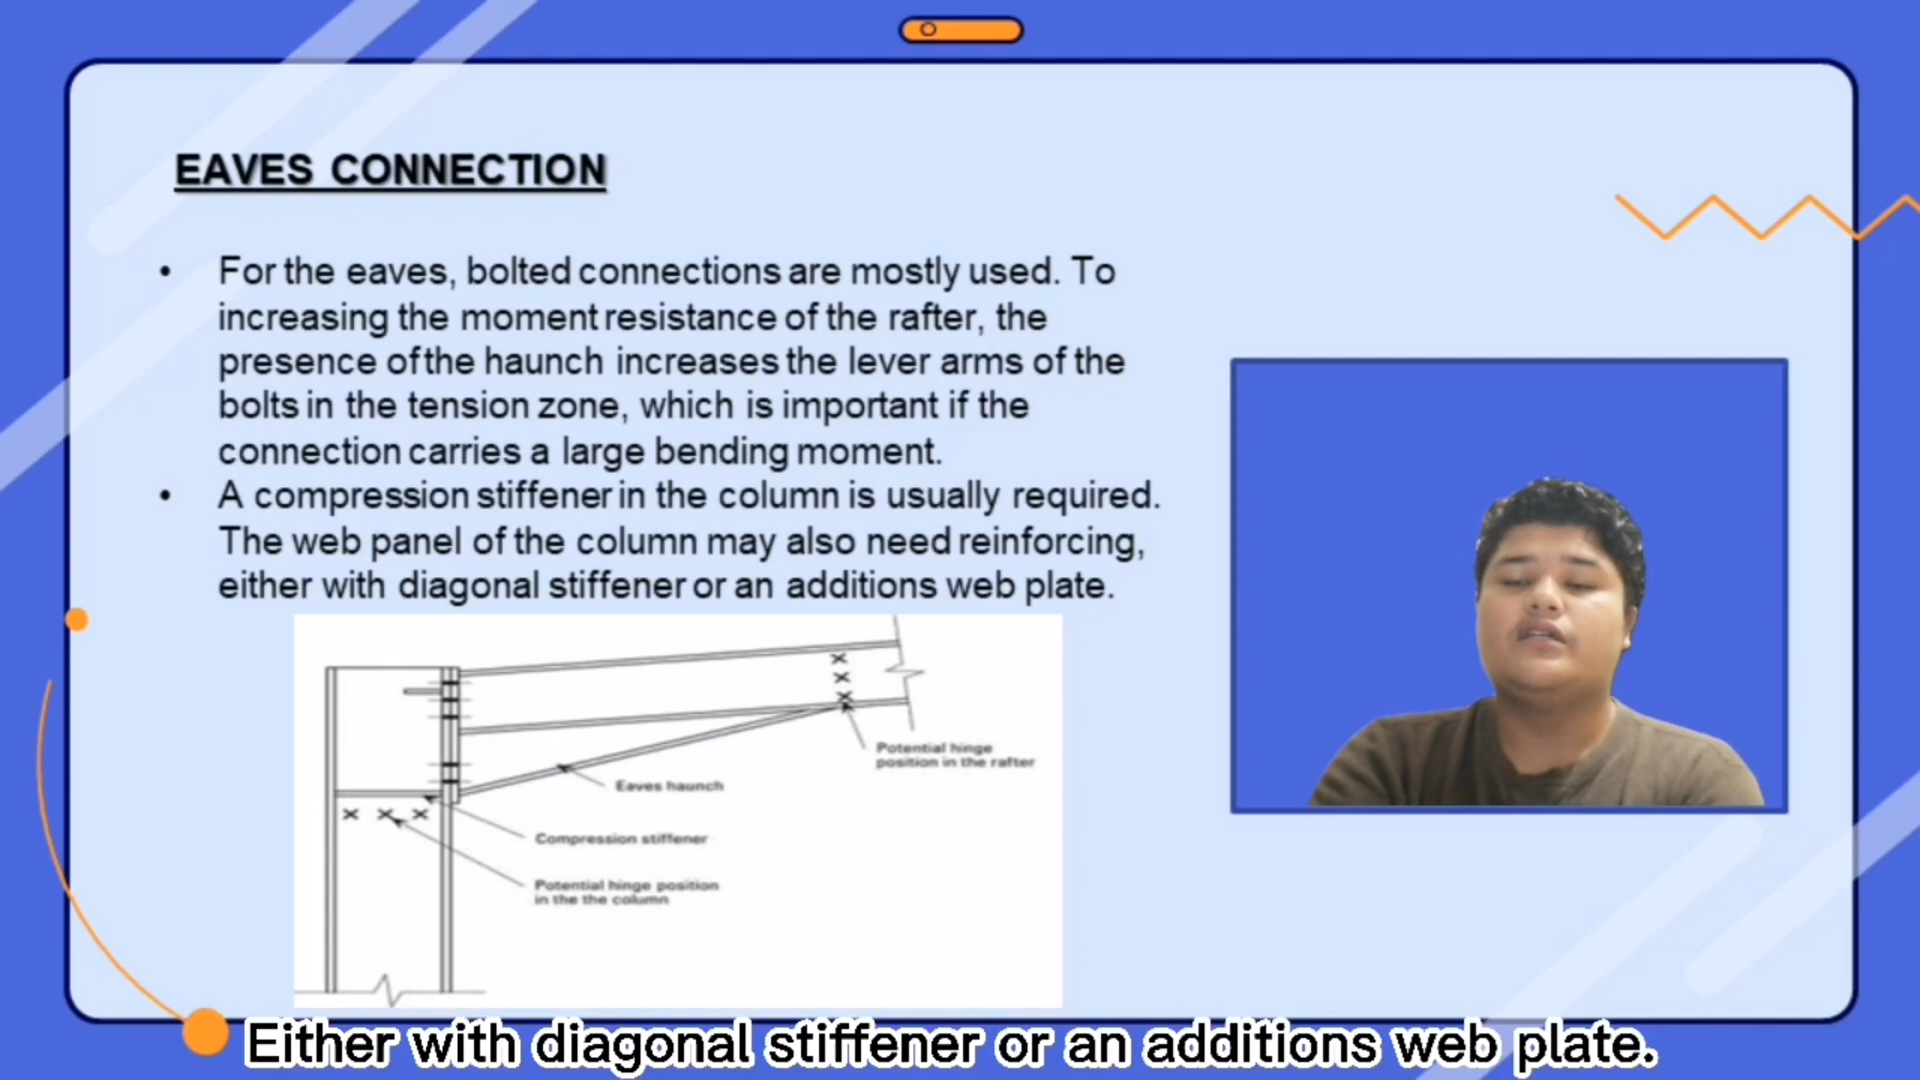 EAVES CONNECTION
• For the eaves, bolted connections are mostly used. To
increasing the moment resistance of the rafter, the
presence of the haunch increases the lever arms of the
bolts in the tension zone, which is important if the
connection carries a large bending moment.
• A compression stiffener in the column is usually required.
The web panel of the column may also need reinforcing,
either with diagonal stiffener or an additions web plate.
Potential hinge
position in the rafter
Eaves haunch
Compression stiffener
Potential hinge position
in the the column
Either with diagonal stiffener or an additions web plate.